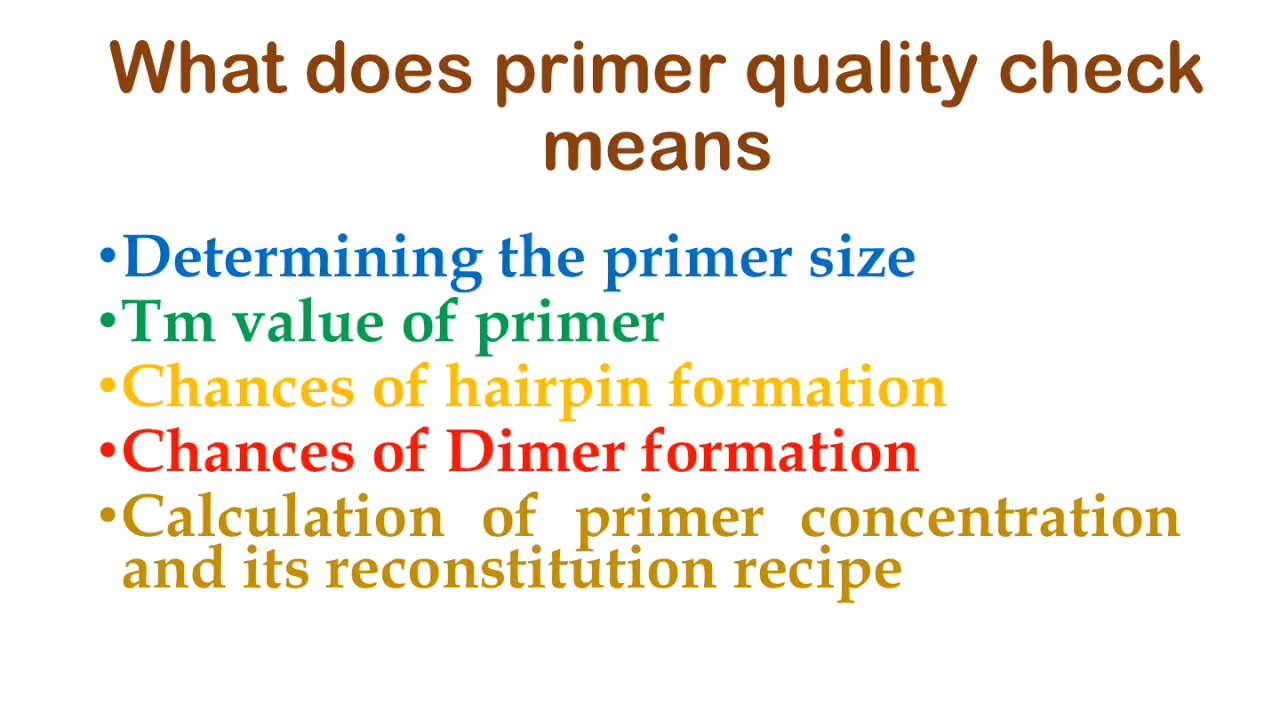 What does primer quality check
means
•Determining the primer size
•Tm value of primer
•Chances of hairpin formation
•Chances of Dimer formation
•Calculation of primer concentration
and its reconstitution recipe